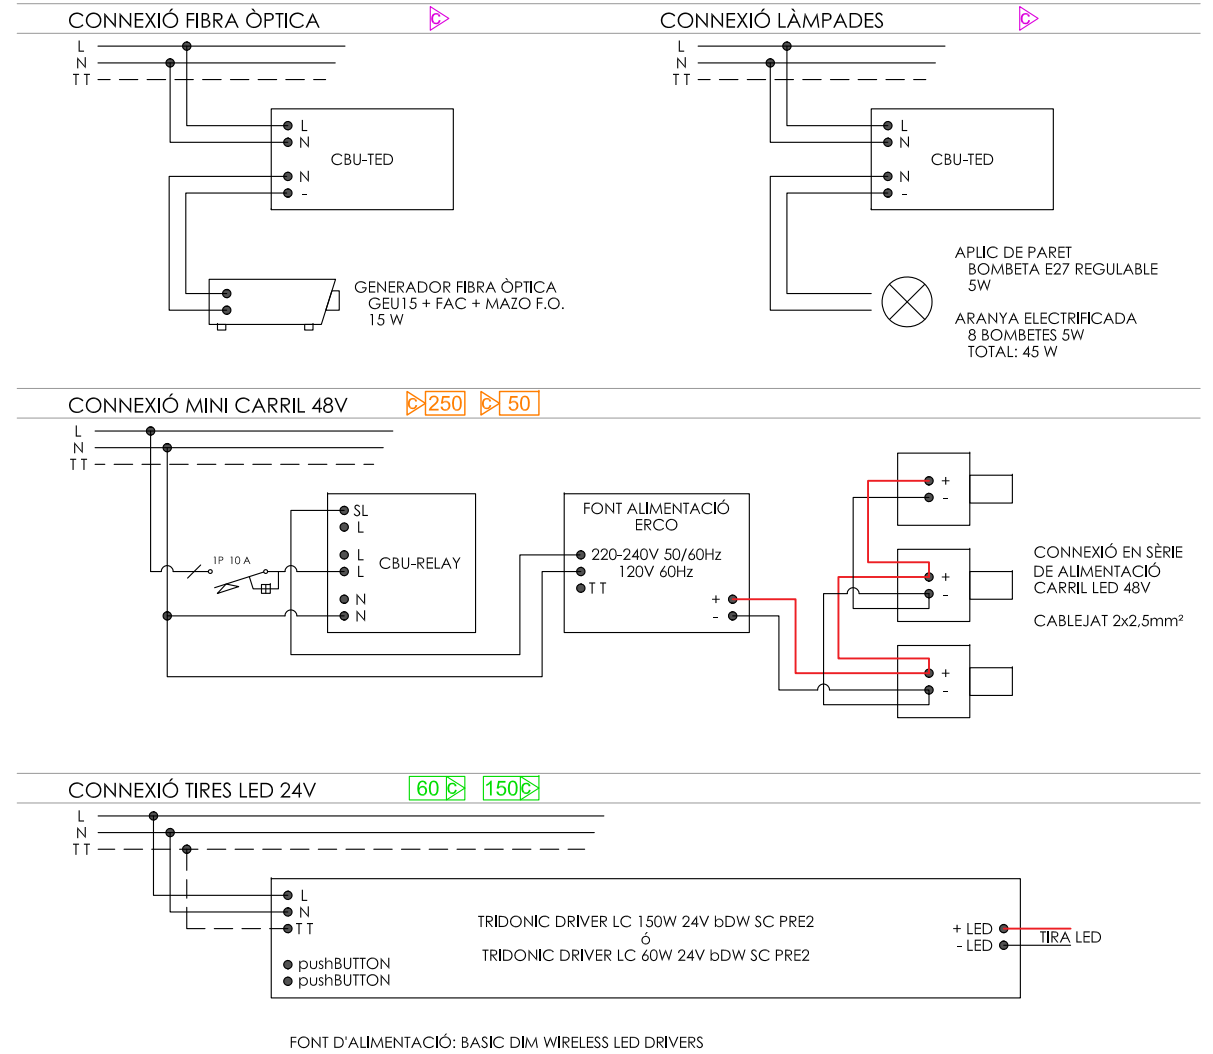 CONNEXIÓ FIBRA ÒPTICA C
L
N
TT
L
N
CBU-TED
N
-
GENERADOR FIBRA ÒPTICA
GEU15 + FAC + MAZO F.O.
15 W
CONNEXIÓ LÀMPADES C
L
N
TT
L
N
CBU-TED
N
-
APLIC DE PARET
BOMBETA E27 REGULABLE
5W
ARANYA ELECTRIFICADA
8 BOMBETES 5W
TOTAL: 45 W
CONNEXIÓ MINI CARRIL 48V C 250 C 50
L
N
TT
1P 10 A
SL
L
L
CBU-RELAY
L
N
N
FONT ALIMENTACIÓ
ERCO
220-240V 50/60Hz
120V 60Hz
TT
+
-
+
-
+
-
+
-
CONNEXIÓ EN SÈRIE
DE ALIMENTACIÓ
CARRIL LED 48V
CABLEJAT 2x2,5mm²
CONNEXIÓ TIRES LED 24V 60 C 150 C
L
N
TT
L
N
TT
pushBUTTON
pushBUTTON
TRIDONIC DRIVER LC 150W 24V bDW SC PRE2
ó
TRIDONIC DRIVER LC 60W 24V bDW SC PRE2
+ LED
- LED
TIRA LED
FONT D'ALIMENTACIÓ: BASIC DIM WIRELESS LED DRIVERS